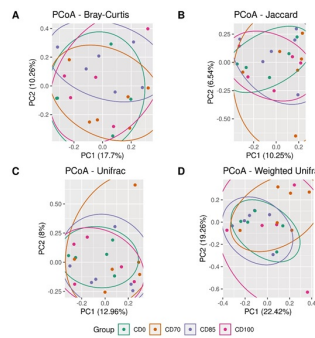 A
PCoA - Bray-Curtis
0.4
0.2
0.0
-0.2
PC2 (10.26%)
-0.2
0.0
0.2
PC1 (17.7%)
B
PCoA - Jaccard
0.25
0.00
-0.25
-0.50
PC2 (6.54%)
-0.2
0.0
0.2
PC1 (10.25%)
C
PCoA - Unifrac
0.50
0.25
0.00
-0.25
PC2 (8%)
-0.2
0.0
0.2
PC1 (12.96%)
D
PCoA - Weighted Unifr
0.2
0.0
-0.2
-0.4
PC2 (19.26%)
-0.4
-0.2
0.0
0.2
0.4
PC1 (22.42%)
Group CD0 CD70 CD85 CD100